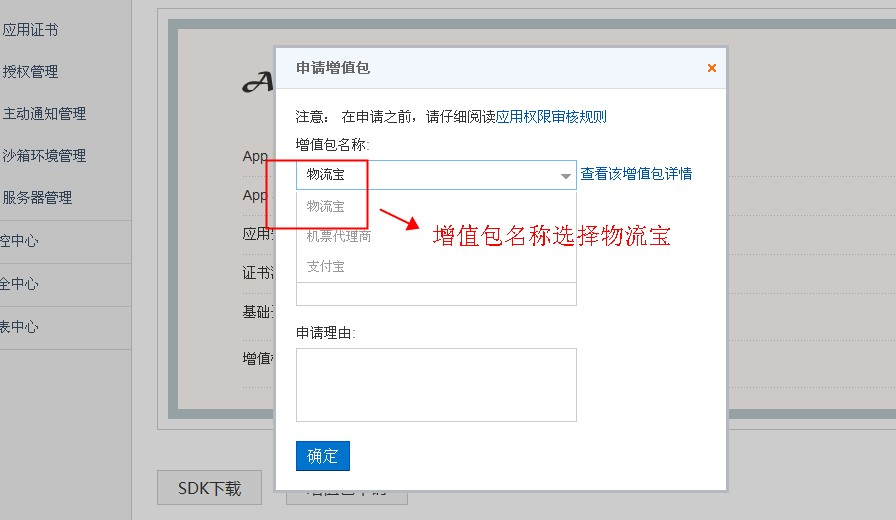 应用证书
授权管理
主动通知管理
沙箱环境管理
服务器管理
控中心
全中心
表中心
App
App
应用
证书
基础
增值
申请增值包
注意： 在申请之前，请仔细阅读应用权限审核规则
增值包名称:
物流宝
查看该增值包详情
物流宝
机票代理商
支付宝
增值包名称选择物流宝
申请理由:
确定
SDK下载